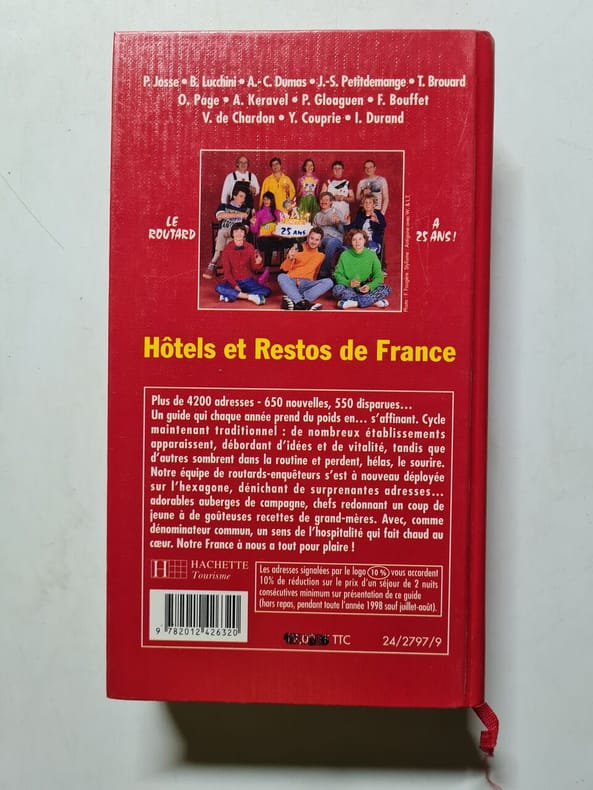 P. Josse • B. Lucchini • A.-C. Dumas • J.-S. Petitdemange • T. Brouard
O. Page • A. Keravel • P. Gloaguen • F. Bouffet
V. de Chardon • Y. Couprie • I. Durand
LE
ROUTARD
25 ANS
A
25 ANS !
Hôtels et Restos de France
Plus de 4200 adresses - 650 nouvelles, 550 disparues...
Un guide qui chaque année prend du poids en... s'affinant. Cycle
maintenant traditionnel : de nombreux établissements
apparaissent, débordant d'idées et de vitalité, tandis que
d'autres sombrent dans la routine et perdent, hélas, le sourire.
Notre équipe de routards-enquêteurs s'est à nouveau déployée
sur l'hexagone, dénichant de surprenantes adresses...
adorables auberges de campagne, chefs redonnant un coup de
jeune à de goûteuses recettes de grand-mères. Avec, comme
dénominateur commun, un sens de l'hospitalité qui fait chaud au
cœur. Notre France à nous a tout pour plaire !
H HACHETTE
Tourisme
Les adresses signalées par le logo 10 % vous accordent
10% de réduction sur le prix d'un séjour de 2 nuits
consécutives minimum sur présentation de ce guide
(hors repas, pendant toute l'année 1998 sauf juillet-août).
9 782012 426320
TTC
24/2797/9